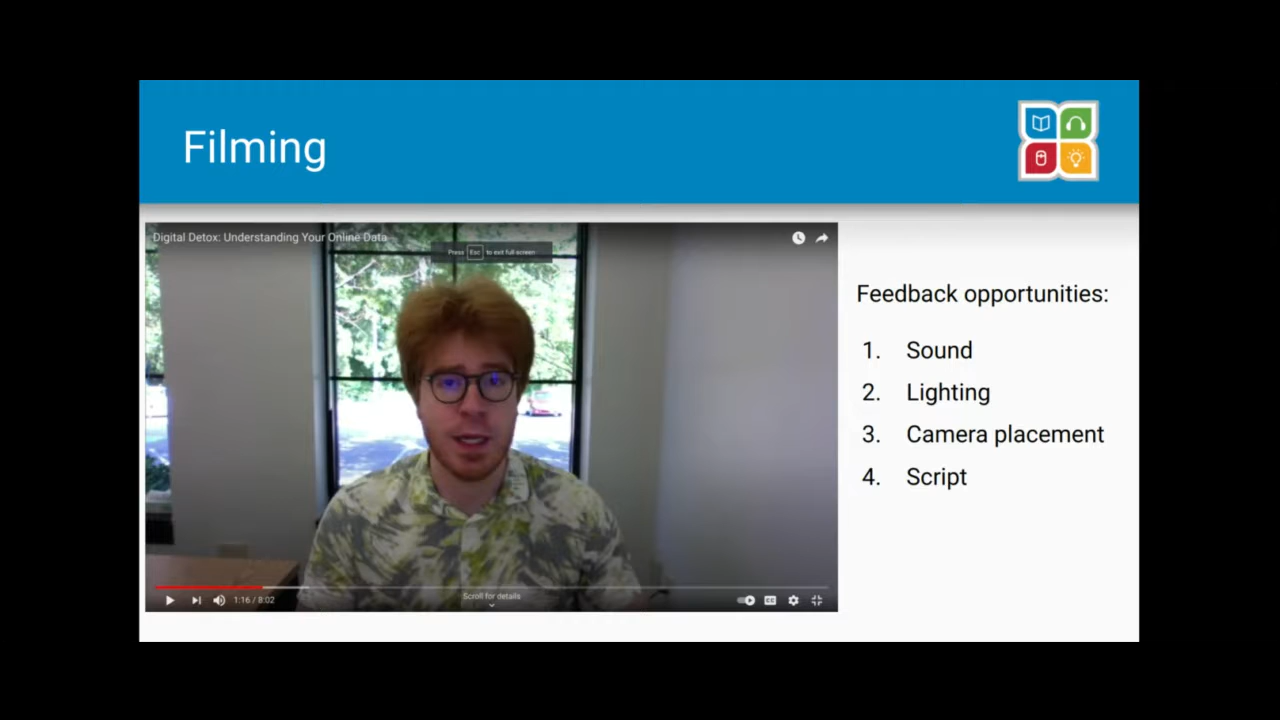 Filming
Digital Detox: Understanding Your Online Data
Press Esc to exit full screen
Feedback opportunities:
1. Sound
2. Lighting
3. Camera placement
4. Script
Scroll for details
1:16 / 8:02
CC